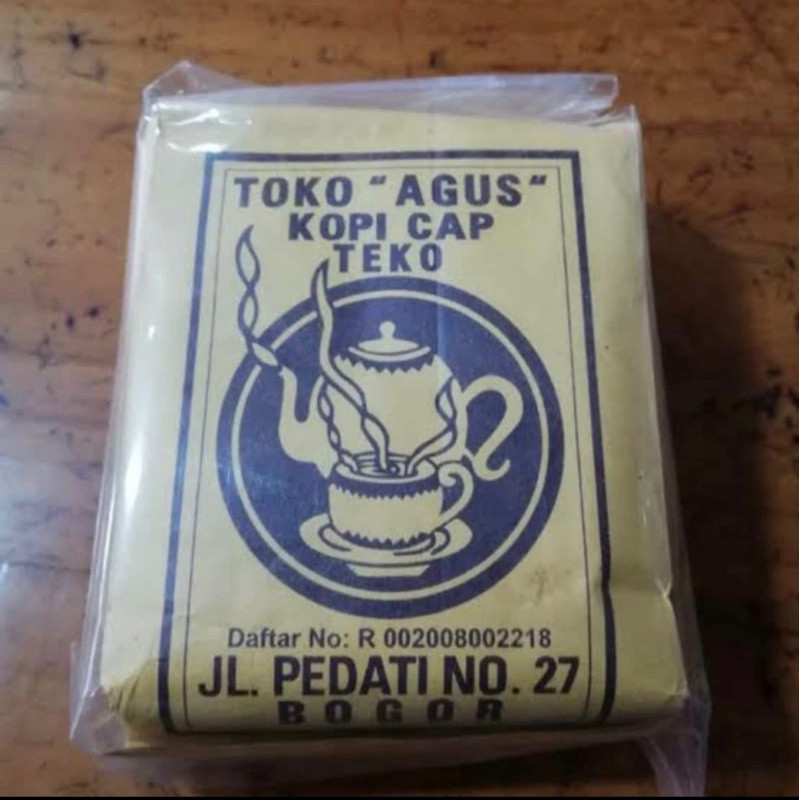 TOKO "AGUS"
KOPI CAP
TEKO
Daftar No: R 002008002218
JL. PEDATI NO. 27
BOGOR